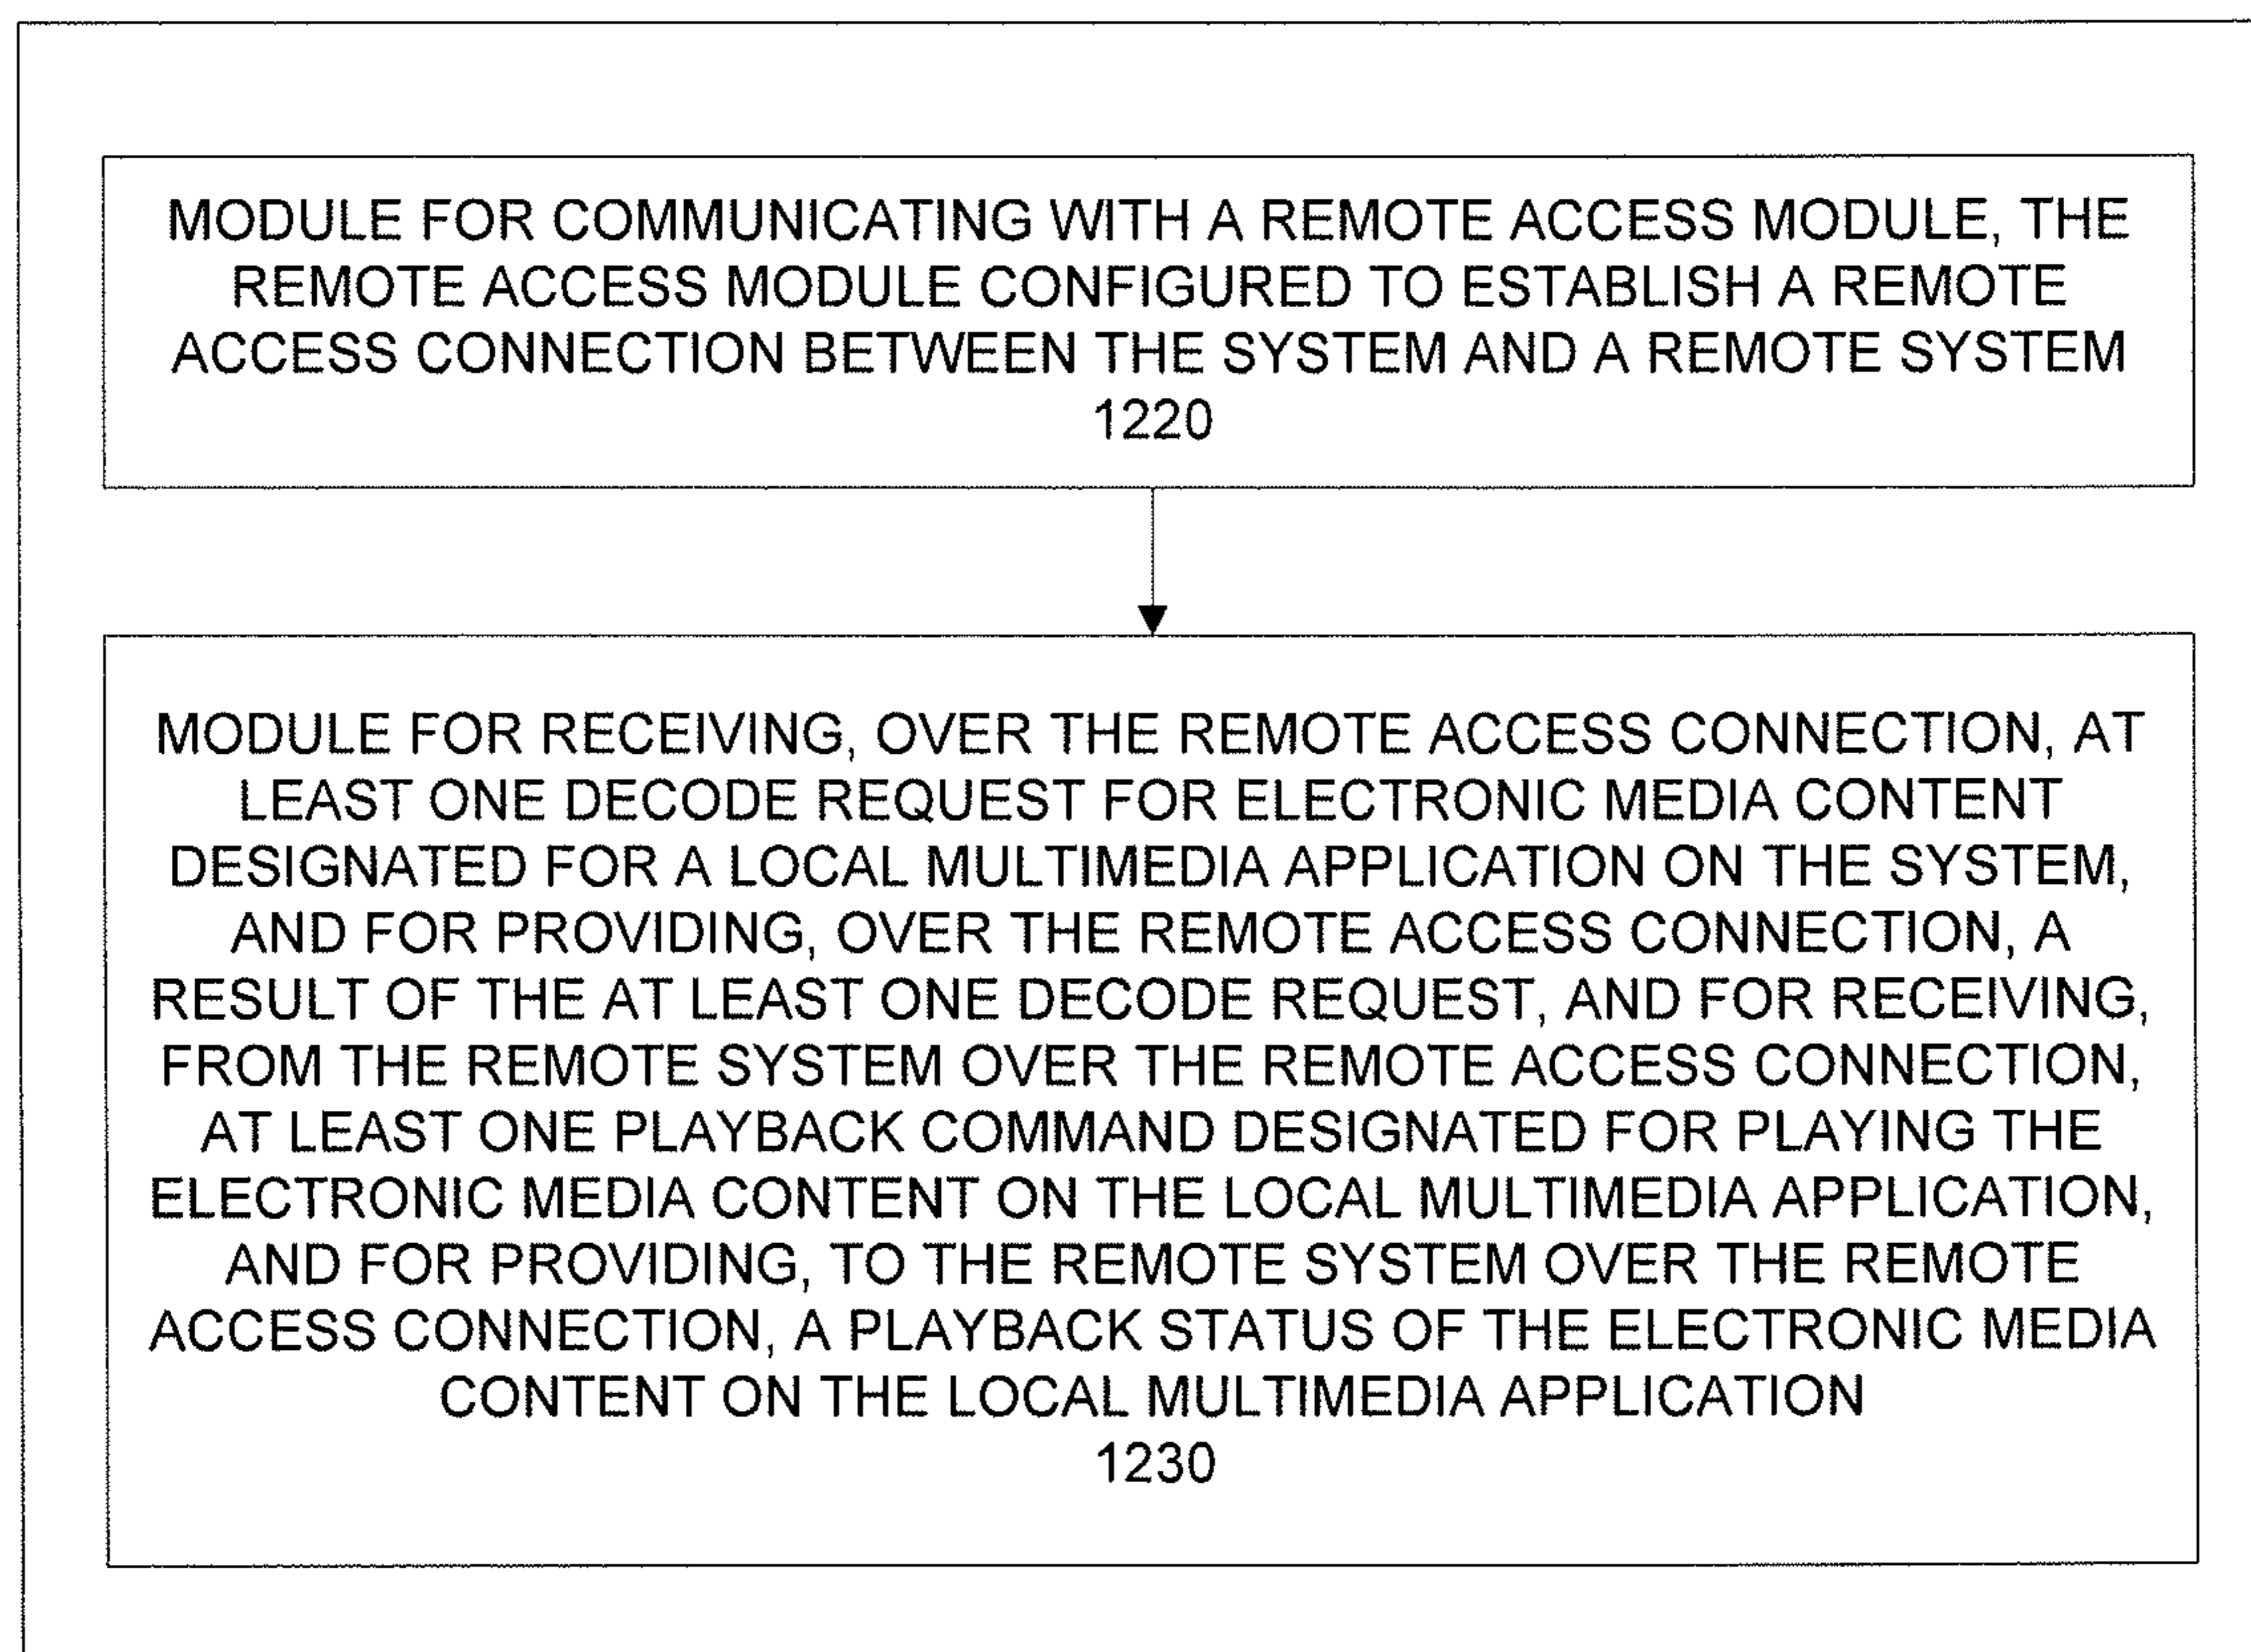 MODULE FOR COMMUNICATING WITH A REMOTE ACCESS MODULE, THE
REMOTE ACCESS MODULE CONFIGURED TO ESTABLISH A REMOTE
ACCESS CONNECTION BETWEEN THE SYSTEM AND A REMOTE SYSTEM
1220
MODULE FOR RECEIVING, OVER THE REMOTE ACCESS CONNECTION, AT
LEAST ONE DECODE REQUEST FOR ELECTRONIC MEDIA CONTENT
DESIGNATED FOR A LOCAL MULTIMEDIA APPLICATION ON THE SYSTEM,
AND FOR PROVIDING, OVER THE REMOTE ACCESS CONNECTION, A
RESULT OF THE AT LEAST ONE DECODE REQUEST, AND FOR RECEIVING,
FROM THE REMOTE SYSTEM OVER THE REMOTE ACCESS CONNECTION,
AT LEAST ONE PLAYBACK COMMAND DESIGNATED FOR PLAYING THE
ELECTRONIC MEDIA CONTENT ON THE LOCAL MULTIMEDIA APPLICATION,
AND FOR PROVIDING, TO THE REMOTE SYSTEM OVER THE REMOTE
ACCESS CONNECTION, A PLAYBACK STATUS OF THE ELECTRONIC MEDIA
CONTENT ON THE LOCAL MULTIMEDIA APPLICATION
1230